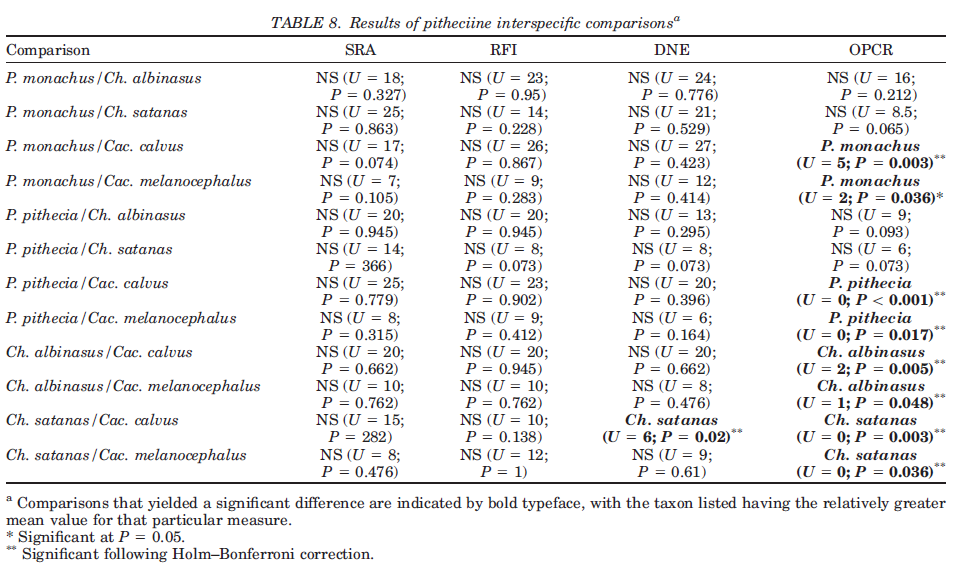 TABLE 8. Results of pitheciine interspecific comparisonsᵃ
Comparison SRA RFI DNE OPCR
P. monachus/Ch. albinasus NS (U = 18; NS (U = 23; NS (U = 24; NS (U = 16;
P = 0.327) P = 0.95) P = 0.776) P = 0.212)
P. monachus/Ch. satanas NS (U = 25; NS (U = 14; NS (U = 21; NS (U = 8.5;
P = 0.863) P = 0.228) P = 0.529) P = 0.065)
P. monachus/Cac. calvus NS (U = 17; NS (U = 26; NS (U = 27; P. monachus
P = 0.074) P = 0.867) P = 0.423) (U = 5; P = 0.003)**
P. monachus/Cac. melanocephalus NS (U = 7; NS (U = 9; NS (U = 12; P. monachus
P = 0.105) P = 0.283) P = 0.414) (U = 2; P = 0.036)*
P. pithecia/Ch. albinasus NS (U = 20; NS (U = 20; NS (U = 13; NS (U = 9;
P = 0.945) P = 0.945) P = 0.295) P = 0.093)
P. pithecia/Ch. satanas NS (U = 14; NS (U = 8; NS (U = 8; NS (U = 6;
P = 366) P = 0.073) P = 0.073) P = 0.073)
P. pithecia/Cac. calvus NS (U = 25; NS (U = 23; NS (U = 20; P. pithecia
P = 0.779) P = 0.902) P = 0.396) (U = 0; P < 0.001)**
P. pithecia/Cac. melanocephalus NS (U = 8; NS (U = 9; NS (U = 6; P. pithecia
P = 0.315) P = 0.412) P = 0.164) (U = 0; P = 0.017)**
Ch. albinasus/Cac. calvus NS (U = 20; NS (U = 20; NS (U = 20; Ch. albinasus
P = 0.662) P = 0.945) P = 0.662) (U = 2; P = 0.005)**
Ch. albinasus/Cac. melanocephalus NS (U = 10; NS (U = 10; NS (U = 8; Ch. albinasus
P = 0.762) P = 0.762) P = 0.476) (U = 1; P = 0.048)**
Ch. satanas/Cac. calvus NS (U = 15; NS (U = 10; Ch. satanas Ch. satanas
P = 282) P = 0.138) (U = 6; P = 0.02)** (U = 0; P = 0.003)**
Ch. satanas/Cac. melanocephalus NS (U = 8; NS (U = 12; NS (U = 9; Ch. satanas
P = 0.476) P = 1) P = 0.61) (U = 0; P = 0.036)**
ᵃ Comparisons that yielded a significant difference are indicated by bold typeface, with the taxon listed having the relatively greater
mean value for that particular measure.
* Significant at P = 0.05.
** Significant following Holm–Bonferroni correction.